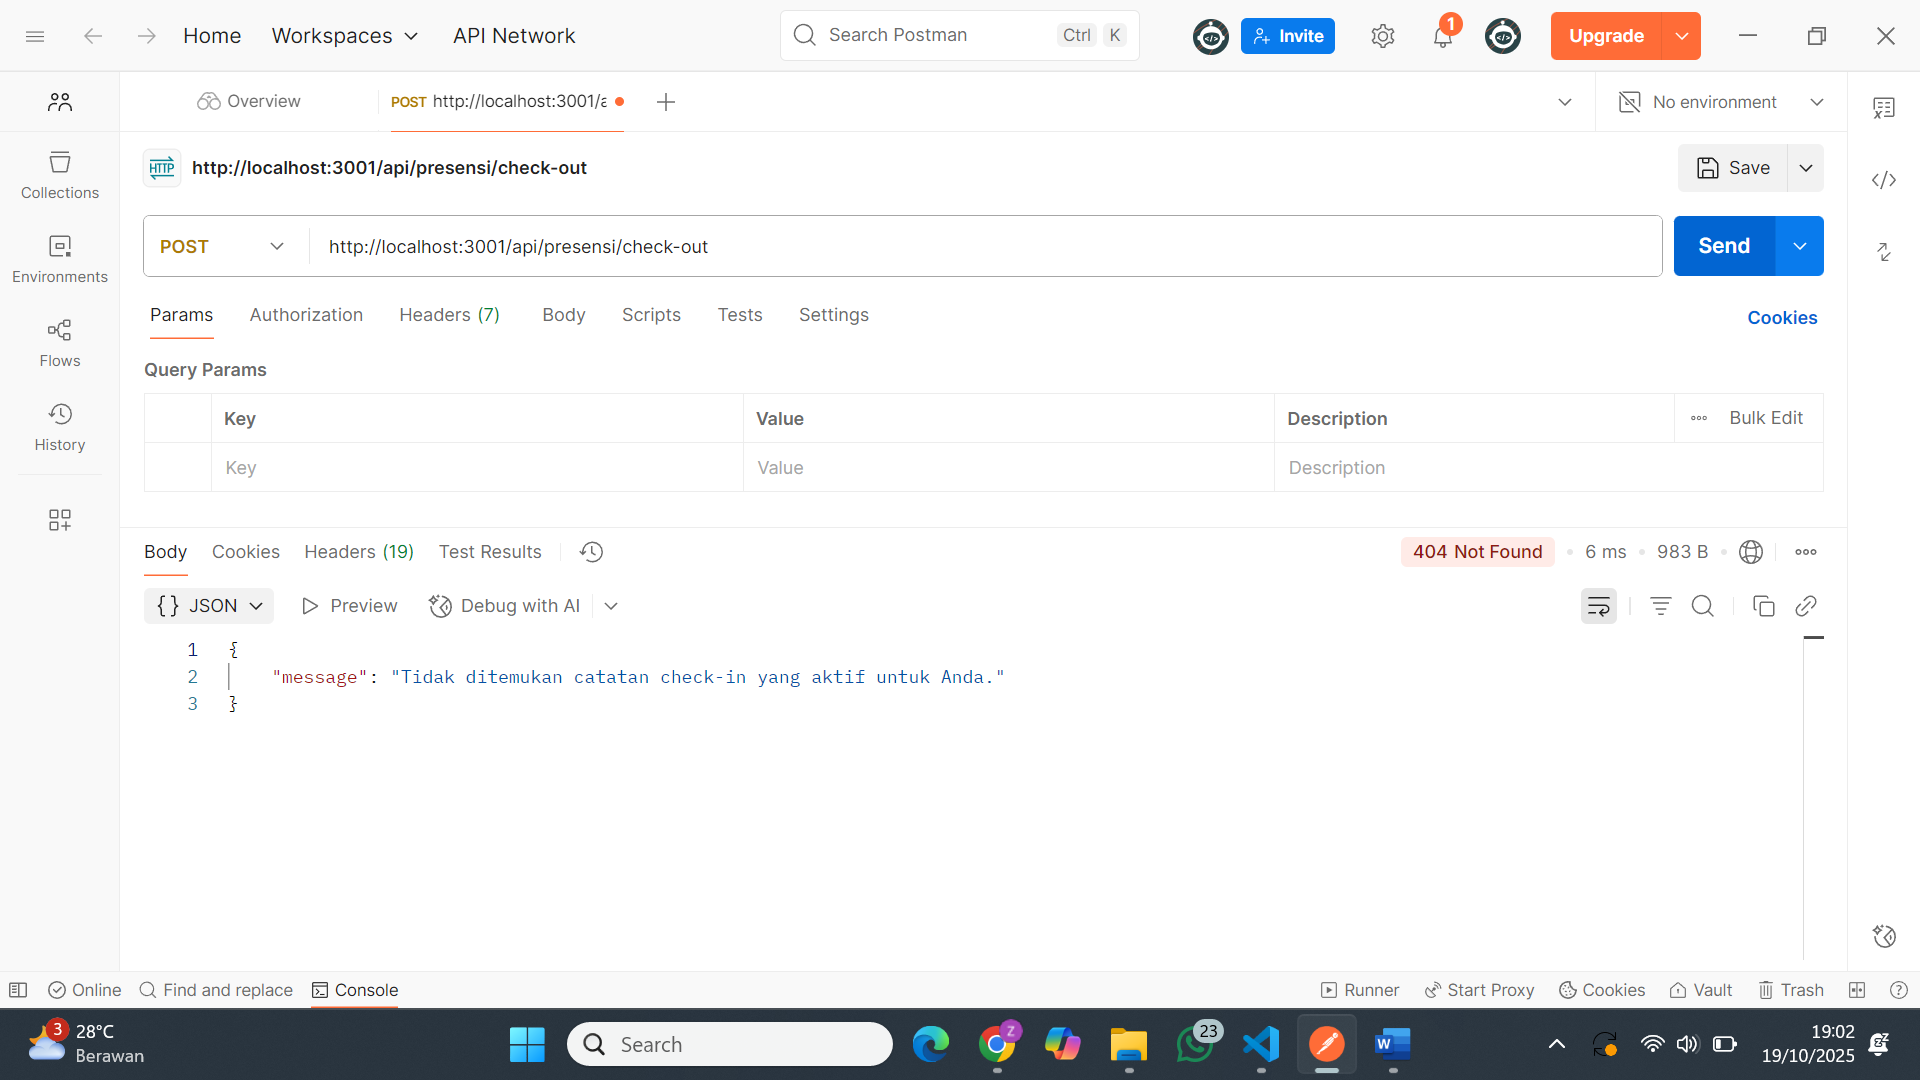 Home
Workspaces
API Network
Search Postman
Ctrl
K
Invite
1
Upgrade
Overview
POST http://localhost:3001/a
No environment
HTTP
http://localhost:3001/api/presensi/check-out
Save
Collections
Environments
Flows
History
POST
http://localhost:3001/api/presensi/check-out
Send
Params
Authorization
Headers (7)
Body
Scripts
Tests
Settings
Cookies
Query Params
Key
Value
Description
Bulk Edit
Key
Value
Description
Body
Cookies
Headers (19)
Test Results
404 Not Found
6 ms
983 B
{} JSON
Preview
Debug with AI
1 {
2 "message": "Tidak ditemukan catatan check-in yang aktif untuk Anda."
3 }
Online
Find and replace
Console
Runner
Start Proxy
Cookies
Vault
Trash
3
28°C
Berawan
Search
Z
23
W
19:02
19/10/2025